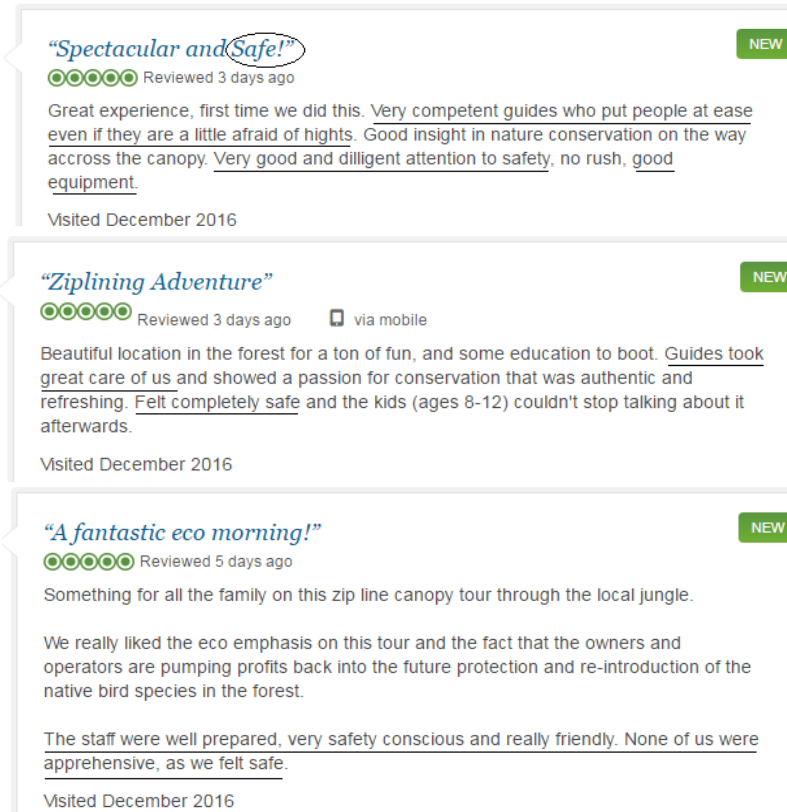 “Spectacular and Safe!”
NEW
Reviewed 3 days ago
Great experience, first time we did this. Very competent guides who put people at ease
even if they are a little afraid of hights. Good insight in nature conservation on the way
accross the canopy. Very good and dilligent attention to safety, no rush, good
equipment.
Visited December 2016
“Ziplining Adventure”
NEW
Reviewed 3 days ago via mobile
Beautiful location in the forest for a ton of fun, and some education to boot. Guides took
great care of us and showed a passion for conservation that was authentic and
refreshing. Felt completely safe and the kids (ages 8-12) couldn't stop talking about it
afterwards.
Visited December 2016
“A fantastic eco morning!”
NEW
Reviewed 5 days ago
Something for all the family on this zip line canopy tour through the local jungle.
We really liked the eco emphasis on this tour and the fact that the owners and
operators are pumping profits back into the future protection and re-introduction of the
native bird species in the forest.
The staff were well prepared, very safety conscious and really friendly. None of us were
apprehensive, as we felt safe.
Visited December 2016